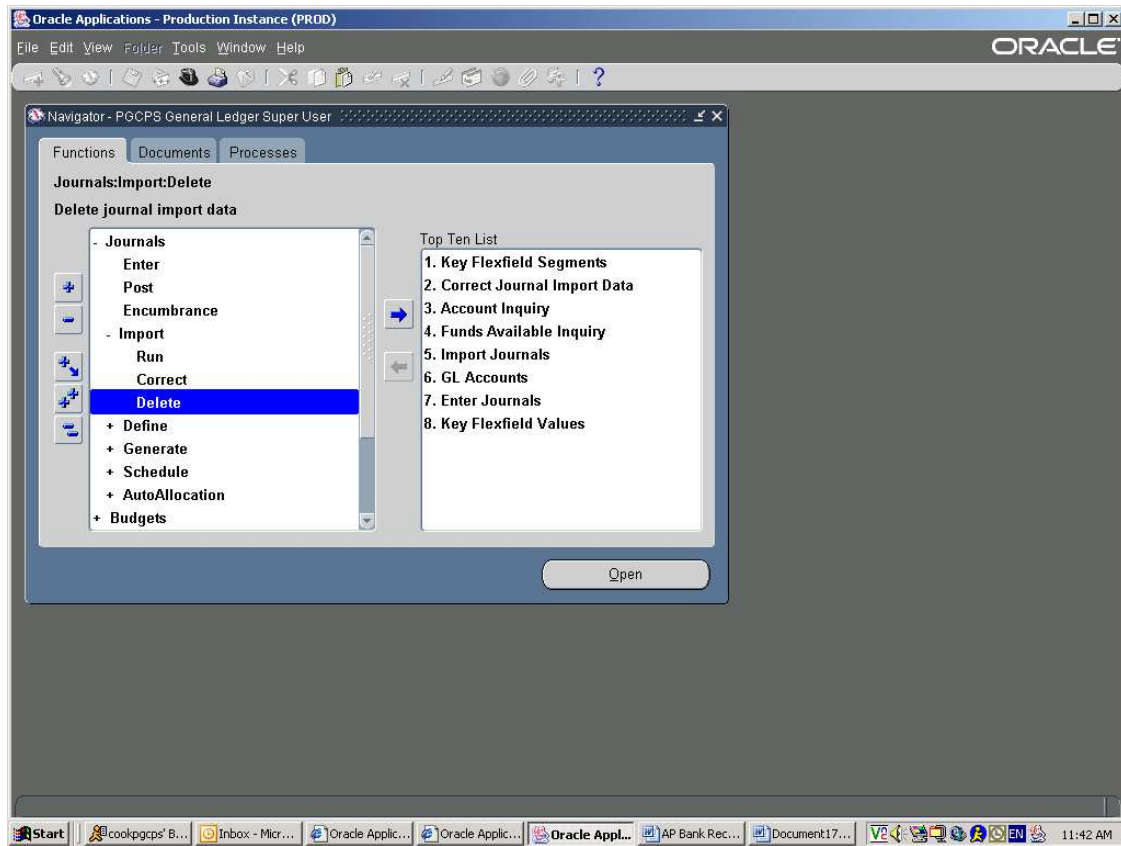 Oracle Applications - Production Instance (PROD)
File Edit View Folder Tools Window Help
ORACLE
Navigator - PGCPS General Ledger Super User
Functions Documents Processes
Journals:Import:Delete
Delete journal import data
- Journals
Enter
Post
Encumbrance
- Import
Run
Correct
Delete
+ Define
+ Generate
+ Schedule
+ AutoAllocation
+ Budgets
Top Ten List
1. Key Flexfield Segments
2. Correct Journal Import Data
3. Account Inquiry
4. Funds Available Inquiry
5. Import Journals
6. GL Accounts
7. Enter Journals
8. Key Flexfield Values
Open
Start cookpgcps' B... Inbox - Micr... Oracle Applic... Oracle Applic... Oracle Appl... AP Bank Rec... Document17... EN 11:42 AM